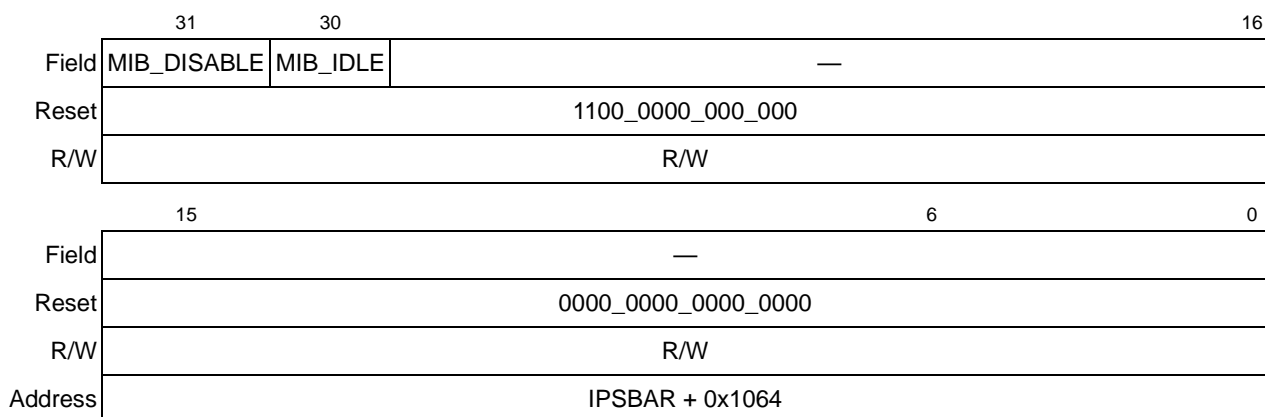 31 30 16
Field MIB_DISABLE MIB_IDLE —
Reset 1100_0000_000_000
R/W R/W
15 6 0
Field —
Reset 0000_0000_0000_0000
R/W R/W
Address IPSBAR + 0x1064